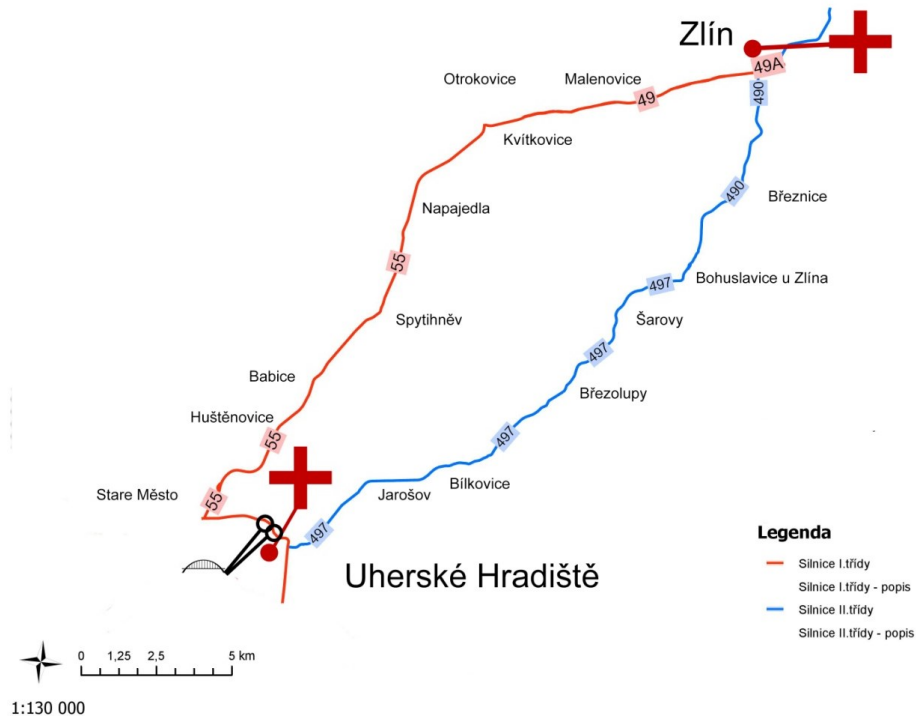 Zlín
49A
Otrokovice
Malenovice
49
490
Kvítkovice
490
Březnice
Napajedla
55
Bohuslavice u Zlína
497
Spytihněv
Šarovy
497
Babice
Březolupy
Huštěnovice
55
497
Bílkovice
Jarošov
Stare Město
55
497
Uherské Hradiště
Legenda
Silnice I.třídy
Silnice I.třídy - popis
Silnice II.třídy
Silnice II.třídy - popis
0 1,25 2,5 5 km
1:130 000